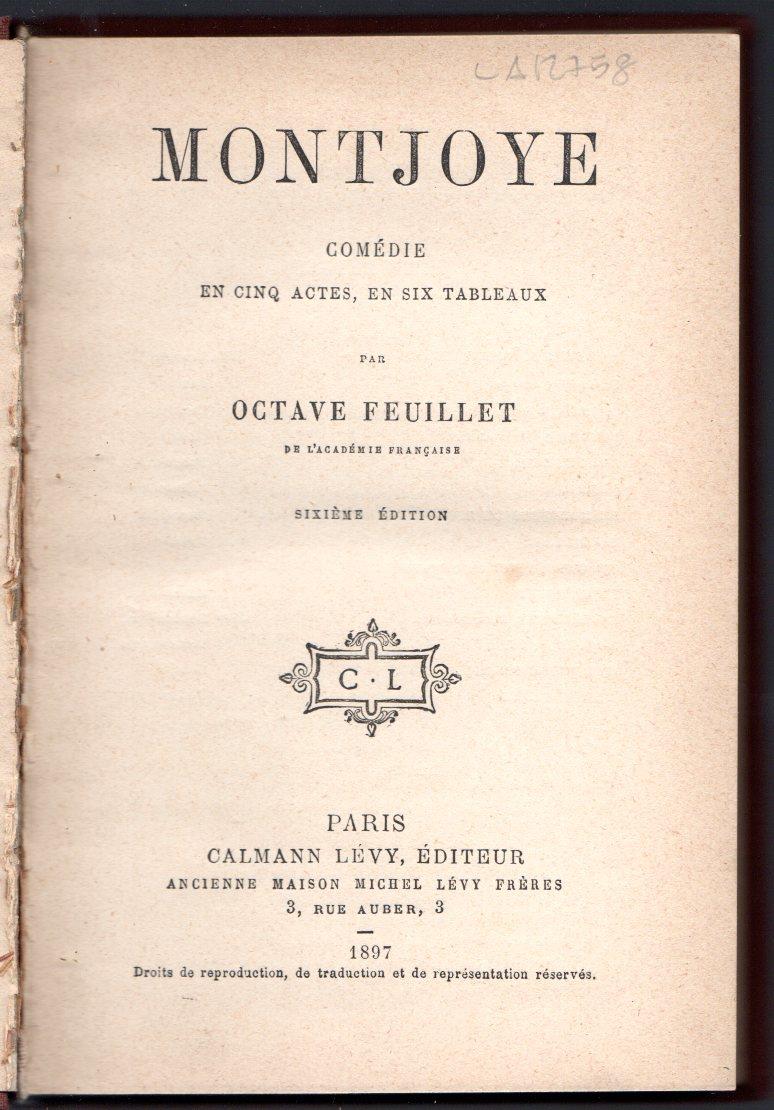 MONTJOYE
COMÉDIE
EN CINQ ACTES, EN SIX TABLEAUX
PAR
OCTAVE FEUILLET
DE L'ACADÉMIE FRANÇAISE
SIXIÈME ÉDITION
C · L
PARIS
CALMANN LÉVY, ÉDITEUR
ANCIENNE MAISON MICHEL LÉVY FRÈRES
3, RUE AUBER, 3
1897
Droits de reproduction, de traduction et de représentation réservés.